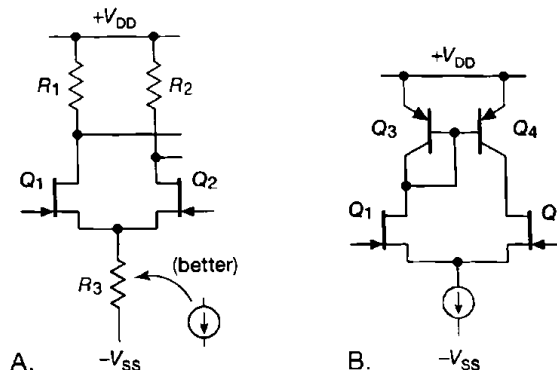 +VDD
R1
R2
Q1
Q2
(better)
R3
-VSS
A.
+VDD
Q3
Q4
Q1
Q
-VSS
B.